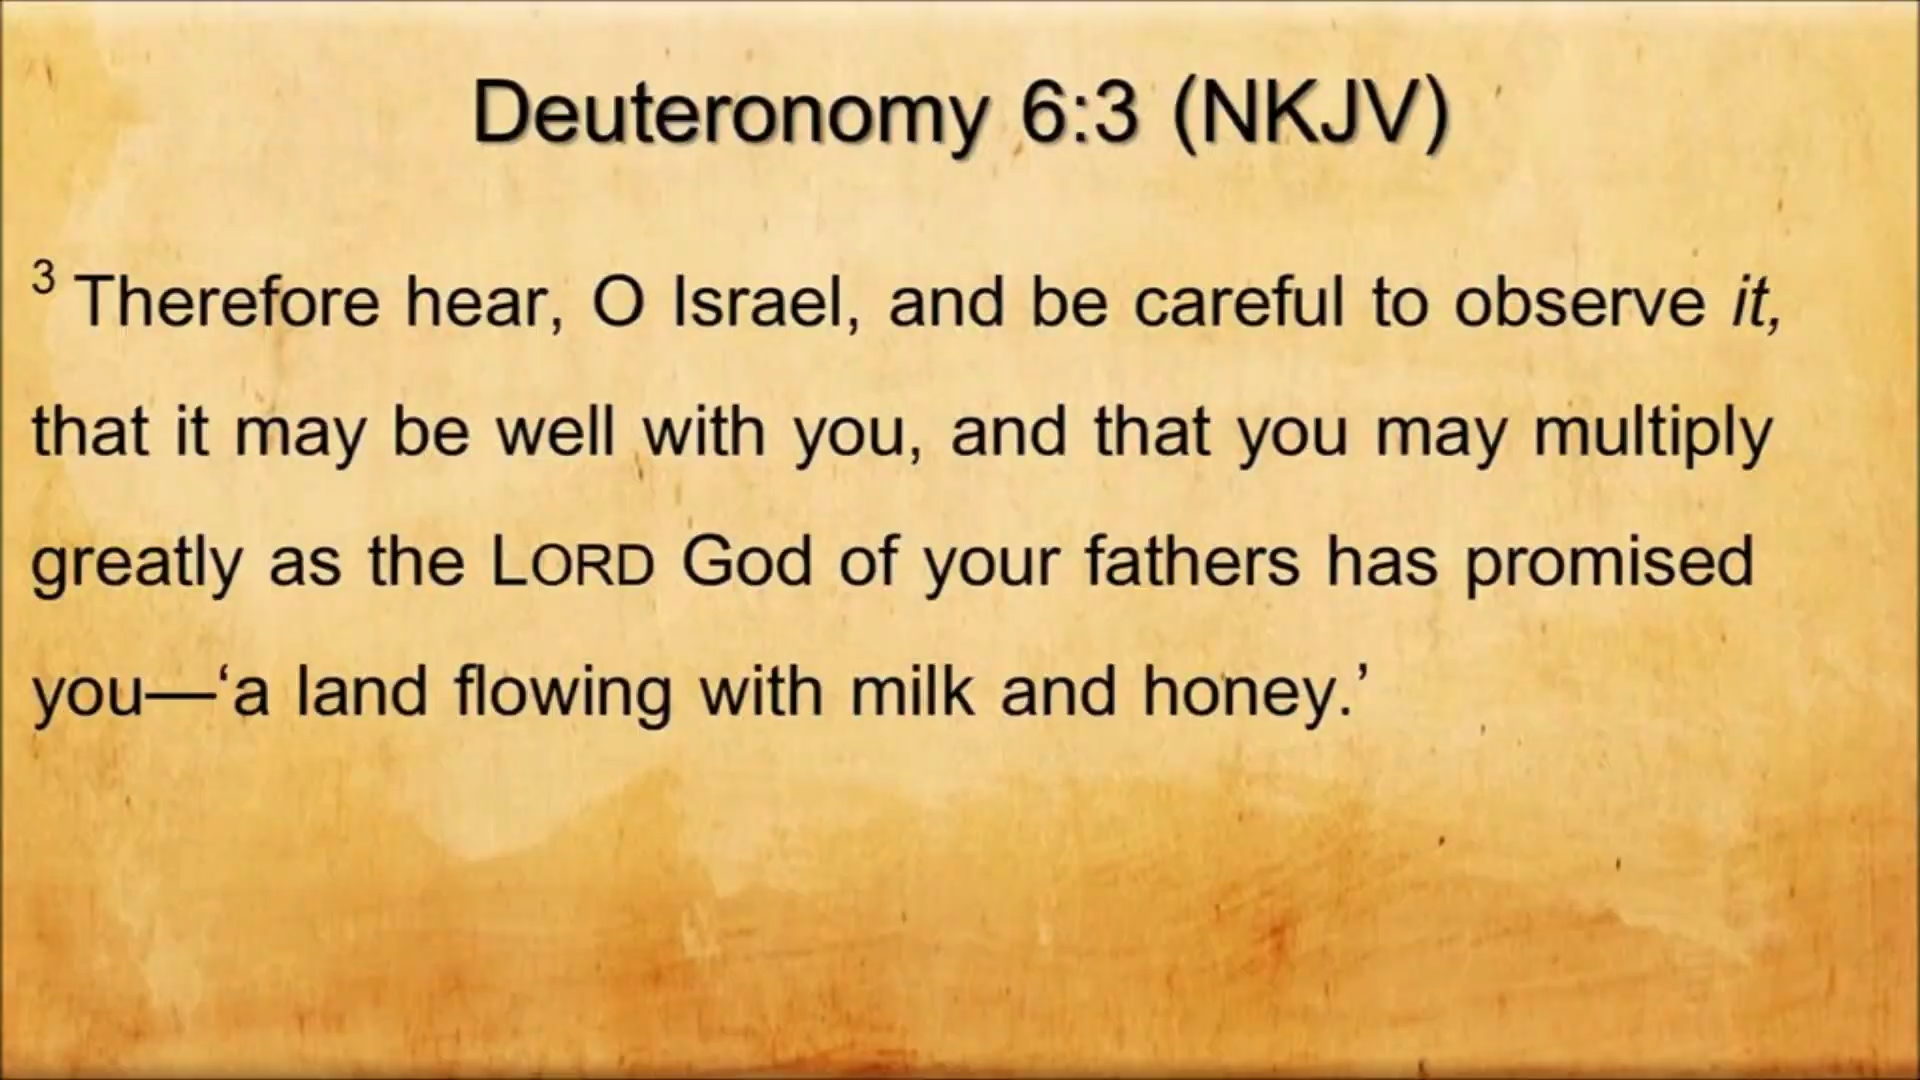 Deuteronomy 6:3 (NKJV)
3 Therefore hear, O Israel, and be careful to observe it,
that it may be well with you, and that you may multiply
greatly as the LORD God of your fathers has promised
you—‘a land flowing with milk and honey.’